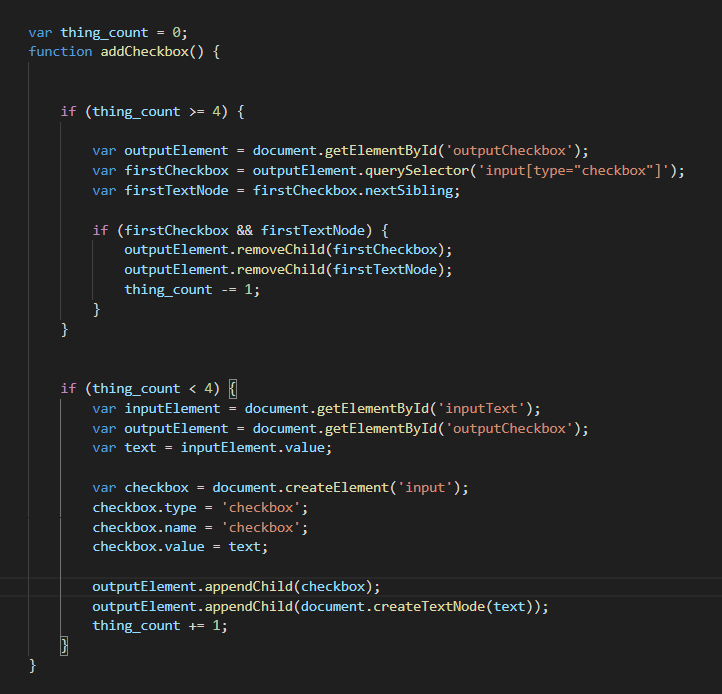 var thing_count = 0;
function addCheckbox() {
if (thing_count >= 4) {
var outputElement = document.getElementById('outputCheckbox');
var firstCheckbox = outputElement.querySelector('input[type="checkbox"]');
var firstTextNode = firstCheckbox.nextSibling;
if (firstCheckbox && firstTextNode) {
outputElement.removeChild(firstCheckbox);
outputElement.removeChild(firstTextNode);
thing_count -= 1;
}
}
if (thing_count < 4) {
var inputElement = document.getElementById('inputText');
var outputElement = document.getElementById('outputCheckbox');
var text = inputElement.value;
var checkbox = document.createElement('input');
checkbox.type = 'checkbox';
checkbox.name = 'checkbox';
checkbox.value = text;
outputElement.appendChild(checkbox);
outputElement.appendChild(document.createTextNode(text));
thing_count += 1;
}
}